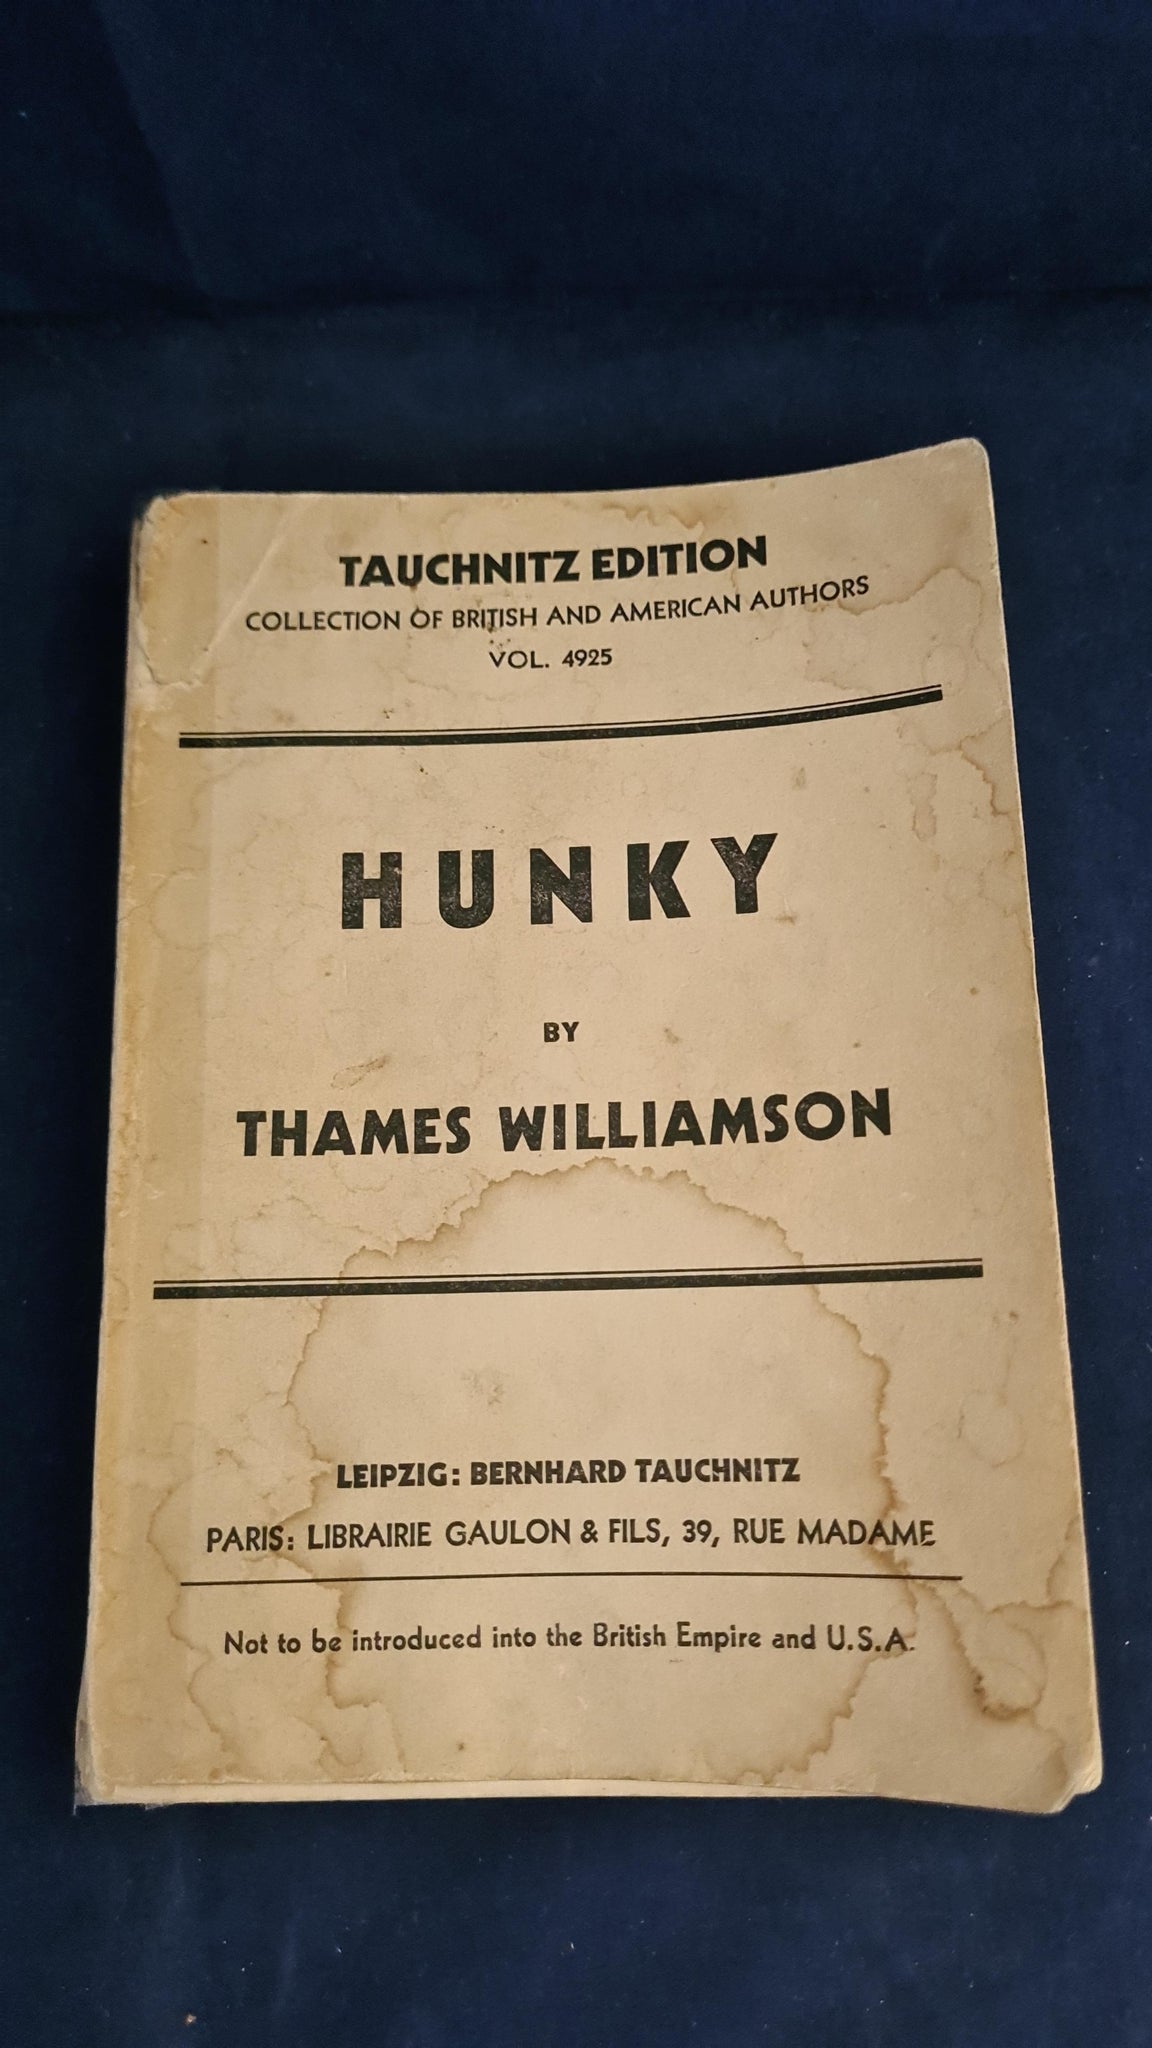 TAUCHNITZ EDITION
COLLECTION OF BRITISH AND AMERICAN AUTHORS
VOL. 4925
HUNKY
BY
THAMES WILLIAMSON
LEIPZIG: BERNHARD TAUCHNITZ
PARIS: LIBRAIRIE GAULON & FILS, 39, RUE MADAME
Not to be introduced into the British Empire and U.S.A.